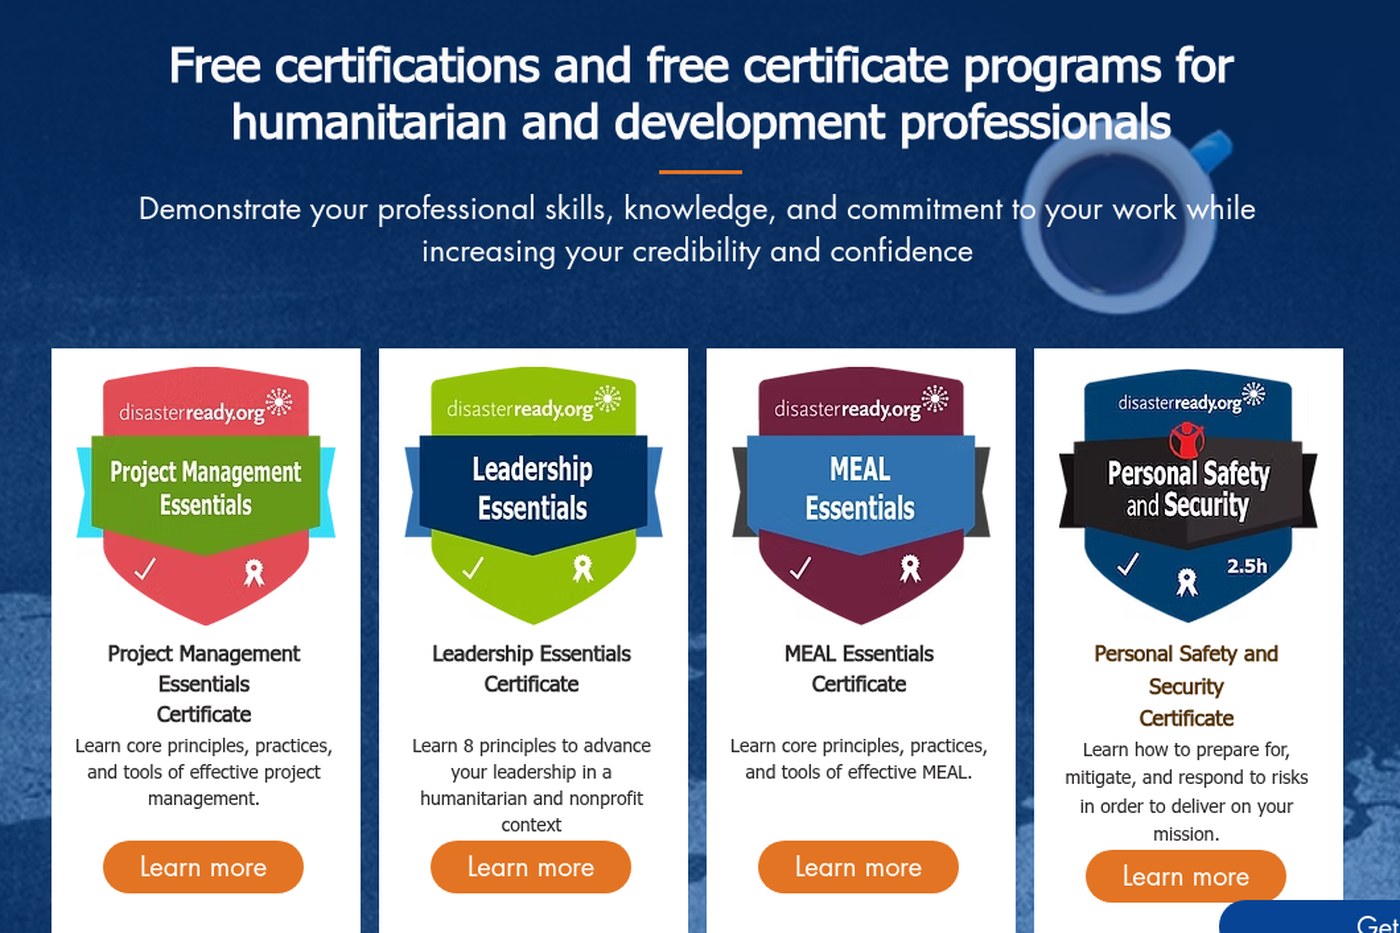 Free certifications and free certificate programs for
humanitarian and development professionals
Demonstrate your professional skills, knowledge, and commitment to your work while
increasing your credibility and confidence
disasterready.org
Project Management
Essentials
Project Management
Essentials
Certificate
Learn core principles, practices,
and tools of effective project
management.
Learn more
disasterready.org
Leadership
Essentials
Leadership Essentials
Certificate
Learn 8 principles to advance
your leadership in a
humanitarian and nonprofit
context
Learn more
disasterready.org
MEAL
Essentials
MEAL Essentials
Certificate
Learn core principles, practices,
and tools of effective MEAL.
Learn more
disasterready.org
Personal Safety
and Security
2.5h
Personal Safety and
Security
Certificate
Learn how to prepare for,
mitigate, and respond to risks
in order to deliver on your
mission.
Learn more
Get